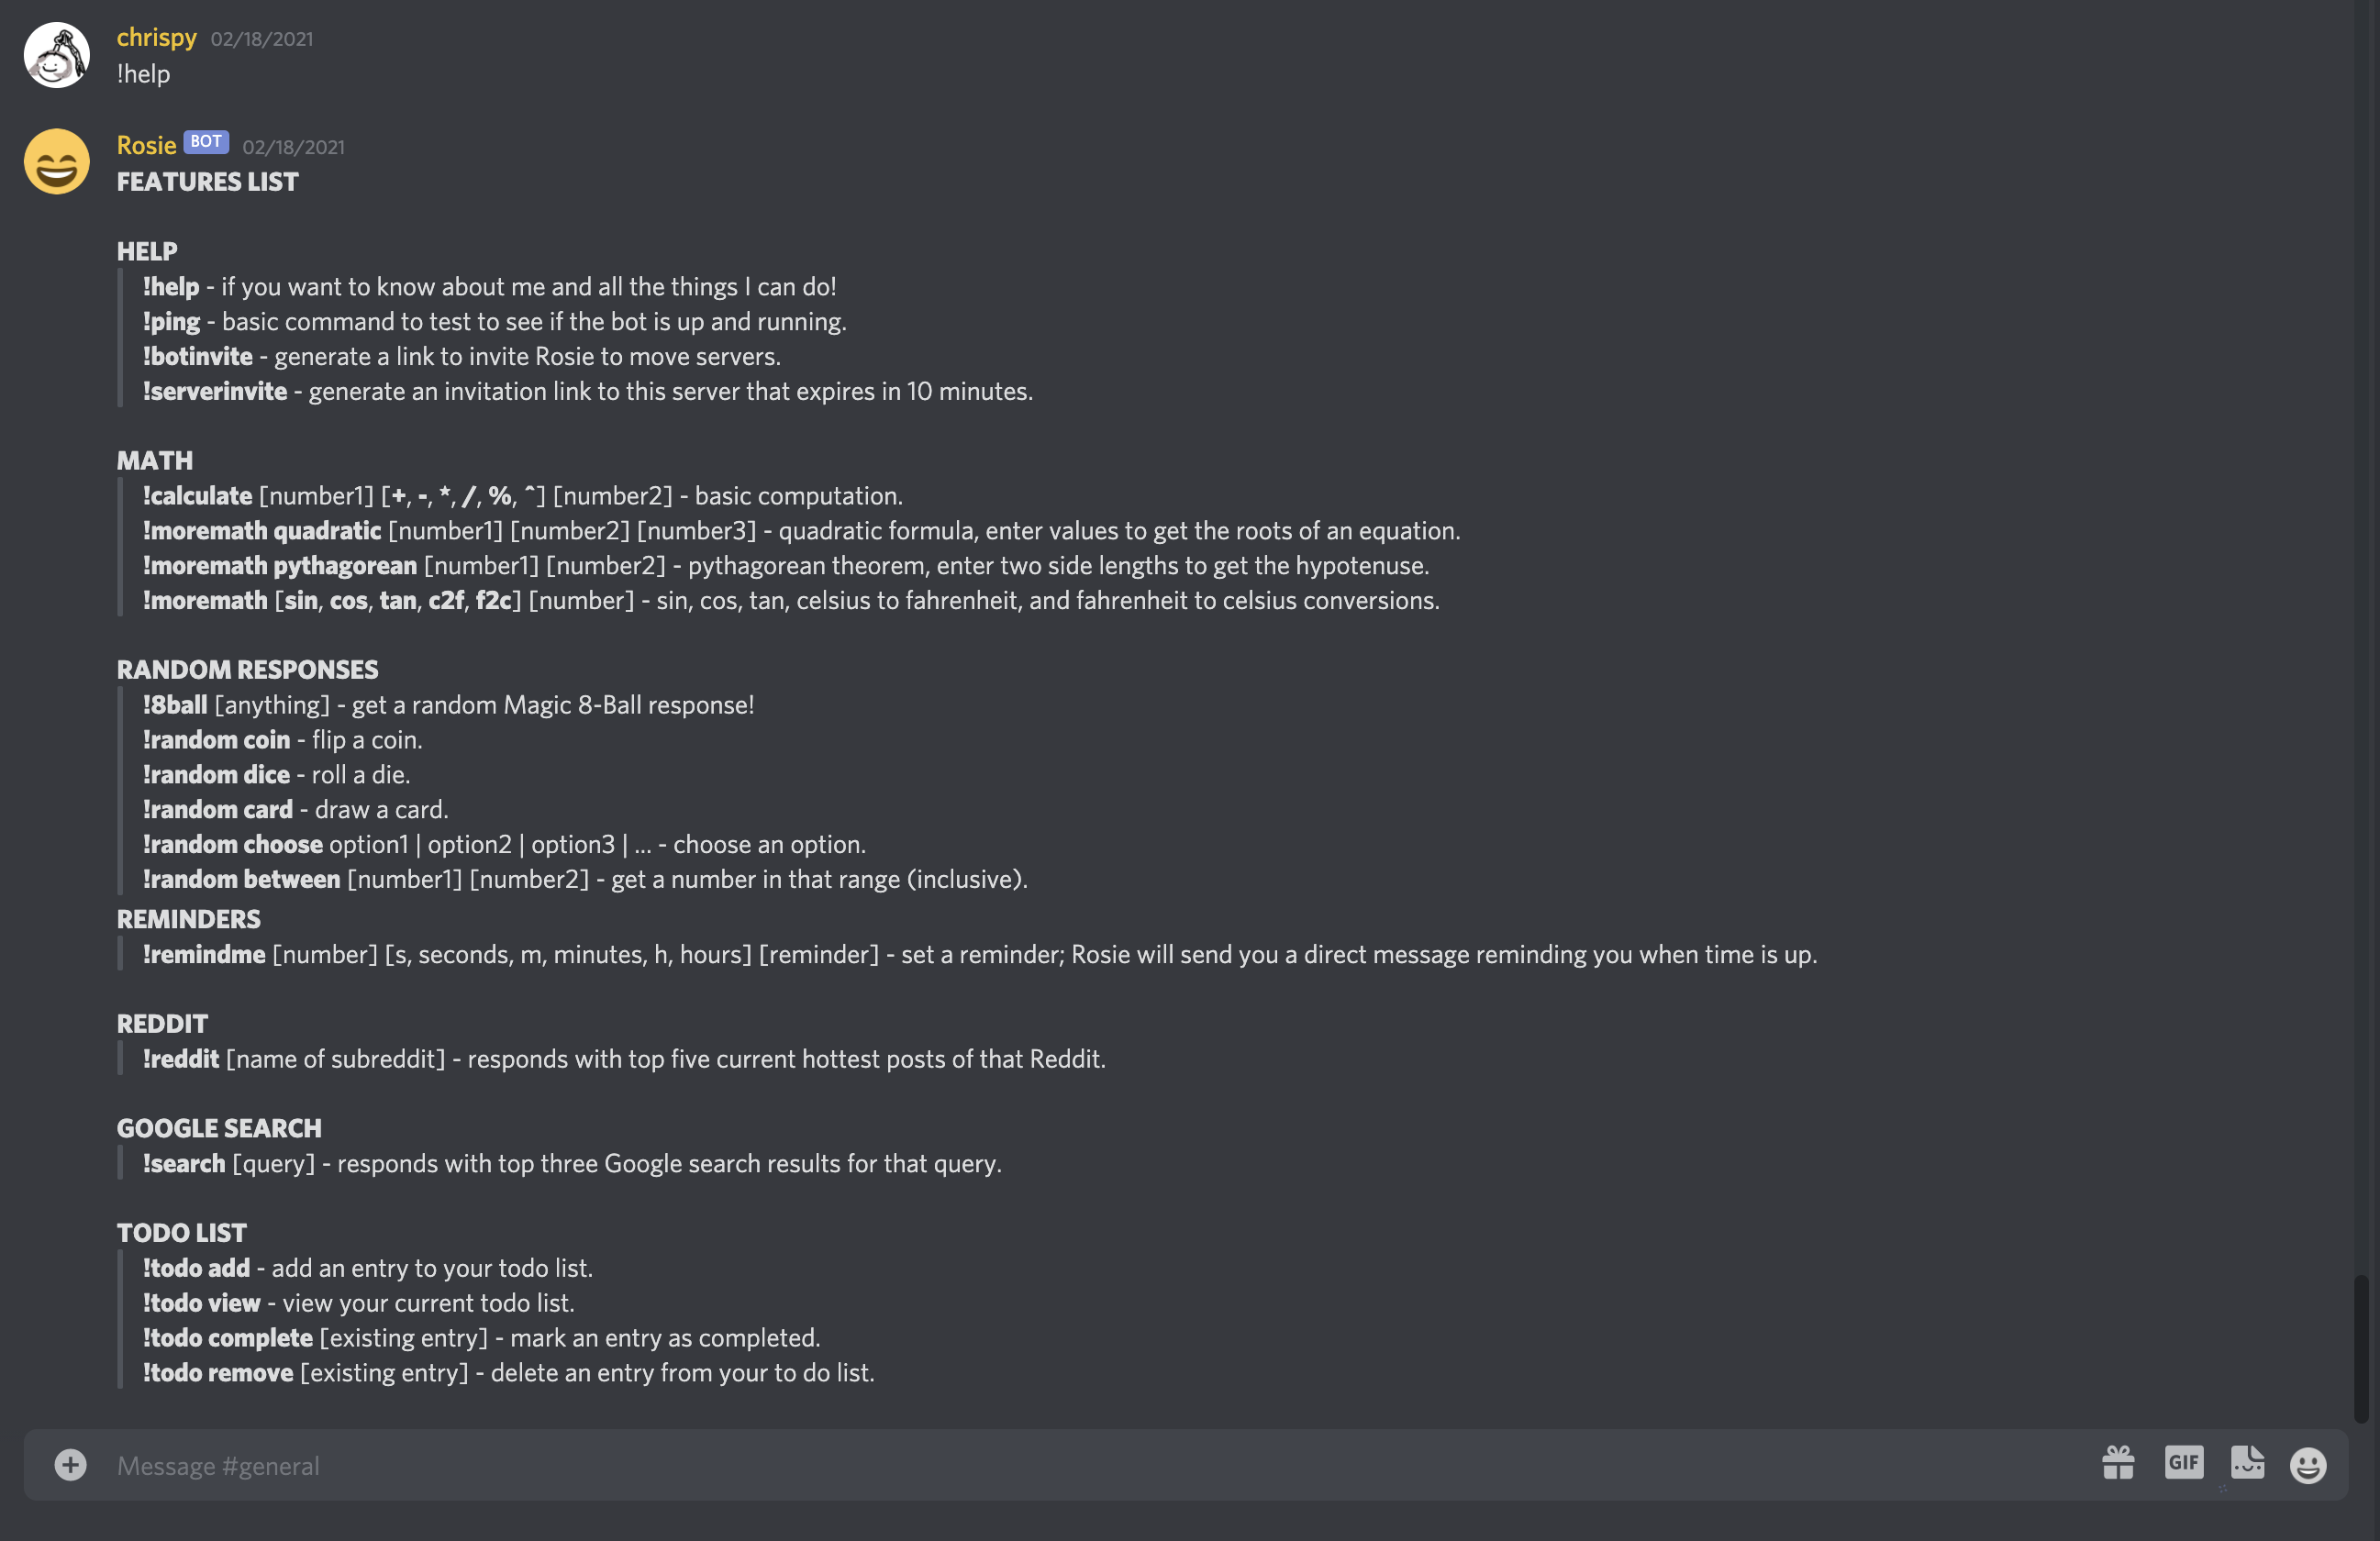 chrispy 02/18/2021
!help
Rosie BOT 02/18/2021
FEATURES LIST
HELP
!help - if you want to know about me and all the things I can do!
!ping - basic command to test to see if the bot is up and running.
!botinvite - generate a link to invite Rosie to move servers.
!serverinvite - generate an invitation link to this server that expires in 10 minutes.
MATH
!calculate [number1] [+, -, *, /, %, ^] [number2] - basic computation.
!moremath quadratic [number1] [number2] [number3] - quadratic formula, enter values to get the roots of an equation.
!moremath pythagorean [number1] [number2] - pythagorean theorem, enter two side lengths to get the hypotenuse.
!moremath [sin, cos, tan, c2f, f2c] [number] - sin, cos, tan, celsius to fahrenheit, and fahrenheit to celsius conversions.
RANDOM RESPONSES
!8ball [anything] - get a random Magic 8-Ball response!
!random coin - flip a coin.
!random dice - roll a die.
!random card - draw a card.
!random choose option1 | option2 | option3 | ... - choose an option.
!random between [number1] [number2] - get a number in that range (inclusive).
REMINDERS
!remindme [number] [s, seconds, m, minutes, h, hours] [reminder] - set a reminder; Rosie will send you a direct message reminding you when time is up.
REDDIT
!reddit [name of subreddit] - responds with top five current hottest posts of that Reddit.
GOOGLE SEARCH
!search [query] - responds with top three Google search results for that query.
TODO LIST
!todo add - add an entry to your todo list.
!todo view - view your current todo list.
!todo complete [existing entry] - mark an entry as completed.
!todo remove [existing entry] - delete an entry from your to do list.
Message #general GIF